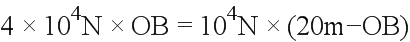 4 × 10⁴N × OB = 10⁴N × (20m−OB)